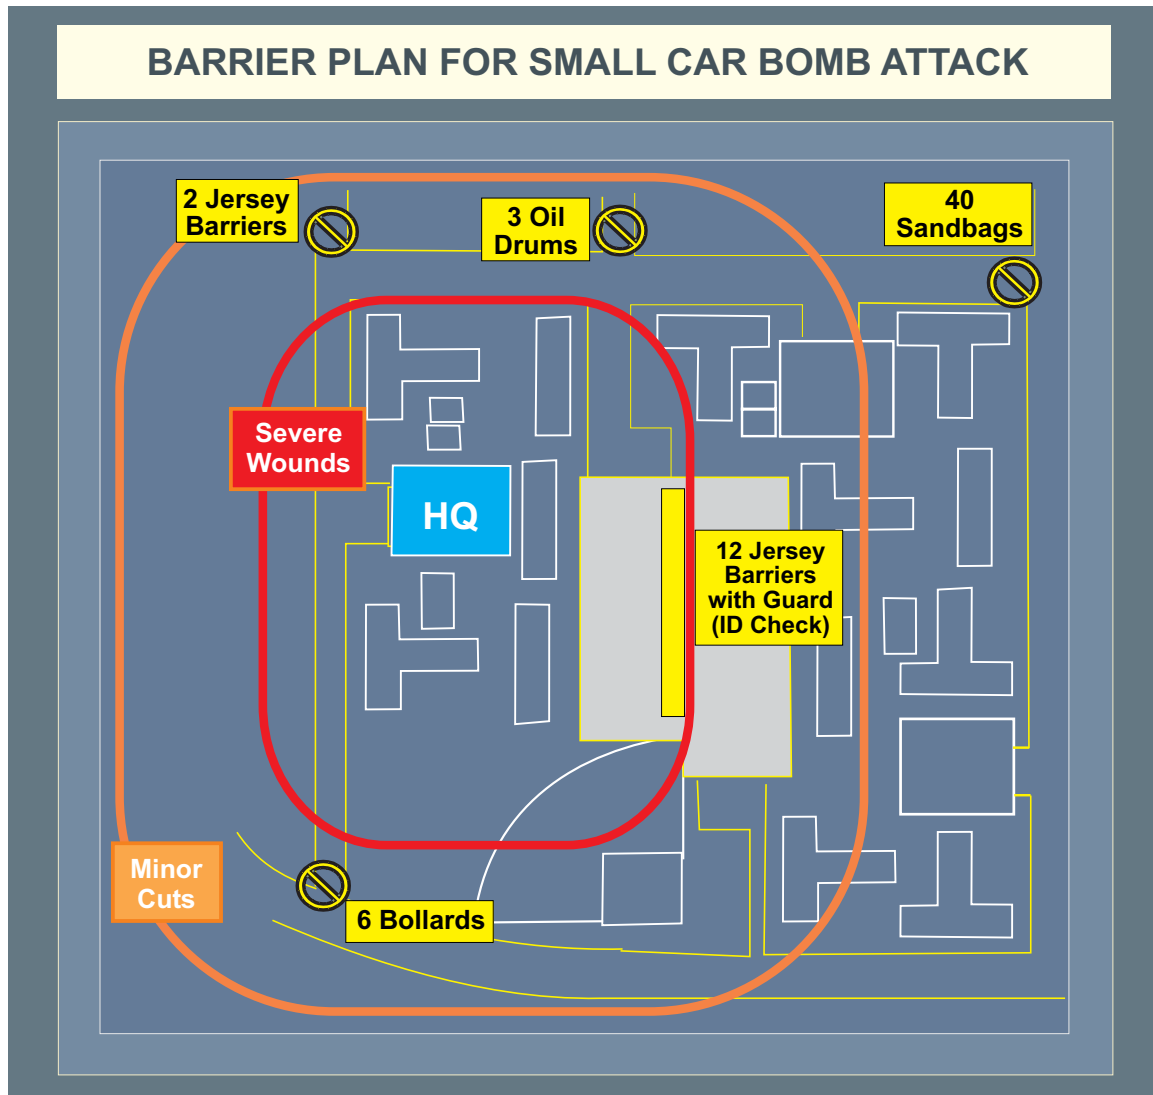 BARRIER PLAN FOR SMALL CAR BOMB ATTACK
2 Jersey
Barriers
3 Oil
Drums
40
Sandbags
Severe
Wounds
HQ
12 Jersey
Barriers
with Guard
(ID Check)
Minor
Cuts
6 Bollards